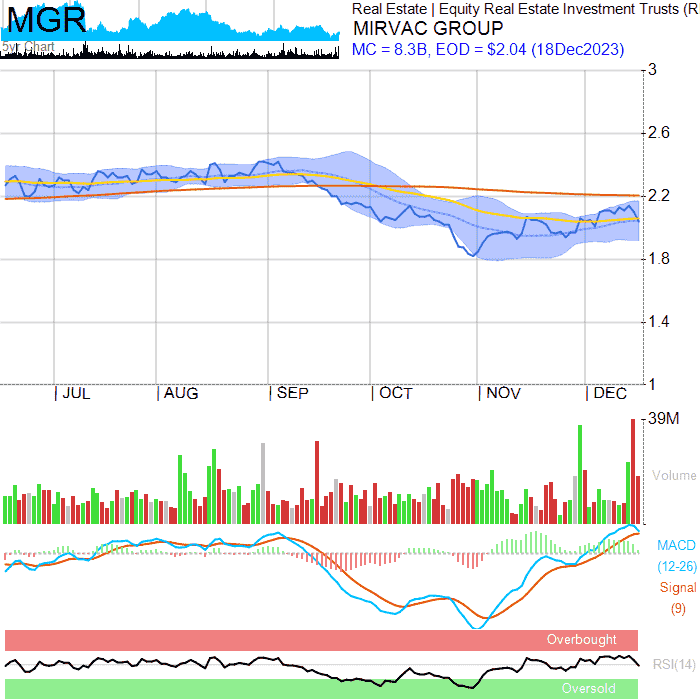 MGR
5yr Chart
Real Estate | Equity Real Estate Investment Trusts (R
MIRVAC GROUP
MC = 8.3B, EOD = $2.04 (18Dec2023)
3
2.6
2.2
1.8
1.4
1
JUL AUG SEP OCT NOV DEC
39M
Volume
MACD
(12-26)
Signal
(9)
Overbought
RSI(14)
Oversold